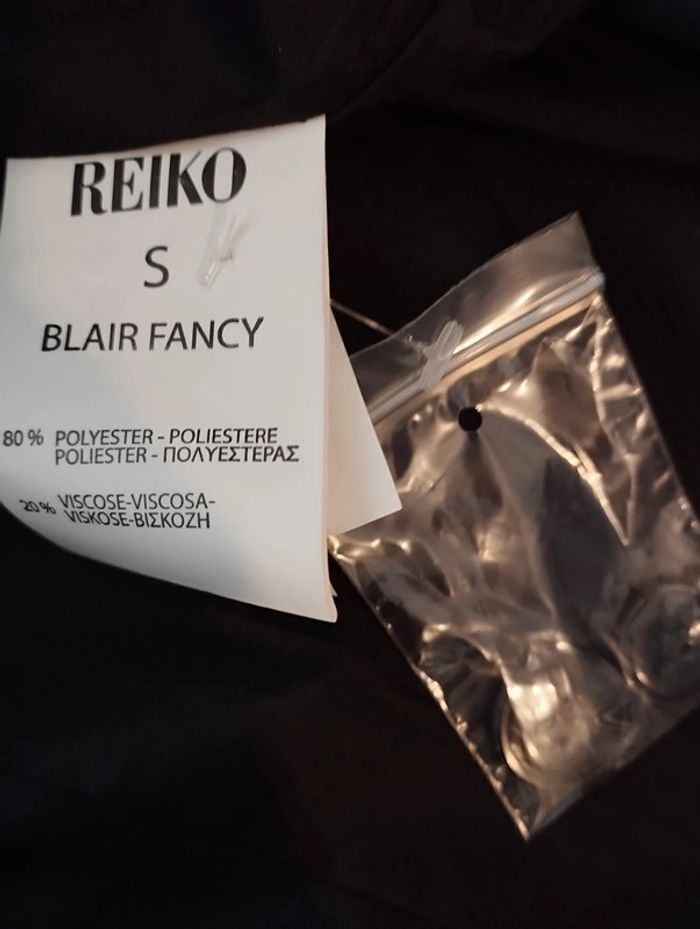 REIKO
S
BLAIR FANCY
80 % POLYESTER - POLIESTERE
POLIESTER - ΠΟΛΥΕΣΤΕΡΑΣ
20% VISCOSE-VISCOSA-
VISKOSE-ΒΙΣΚΟΖΗ